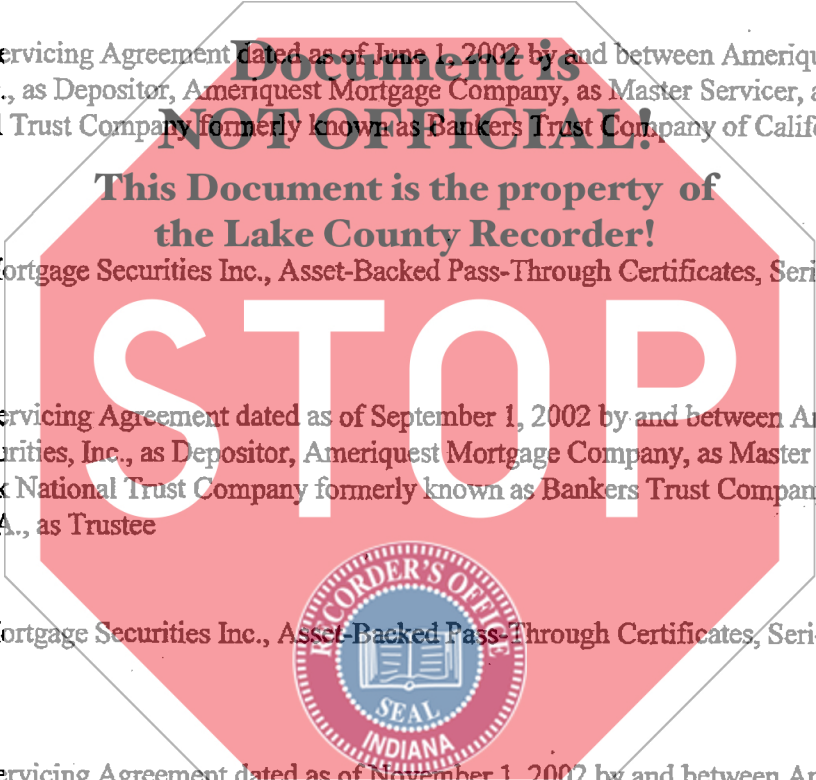 ervicing Agreement dated as of June 1, 2002 by and between Ameriqu
Document is
., as Depositor, Ameriquest Mortgage Company, as Master Servicer, a
Trust Company formerly known as Bankers Trust Company of Califo
NOT OFFICIAL!
This Document is the property of
the Lake County Recorder!
ortgage Securities Inc., Asset-Backed Pass-Through Certificates, Seri
STOP
ervicing Agreement dated as of September 1, 2002 by and between Am
urities, Inc., as Depositor, Ameriquest Mortgage Company, as Master
k National Trust Company formerly known as Bankers Trust Company
A., as Trustee
RECORDER'S OFFICE
ortgage Securities Inc., Asset-Backed Pass-Through Certificates, Seri
SEAL
INDIANA
ervicing Agreement dated as of November 1, 2002 by and between Am